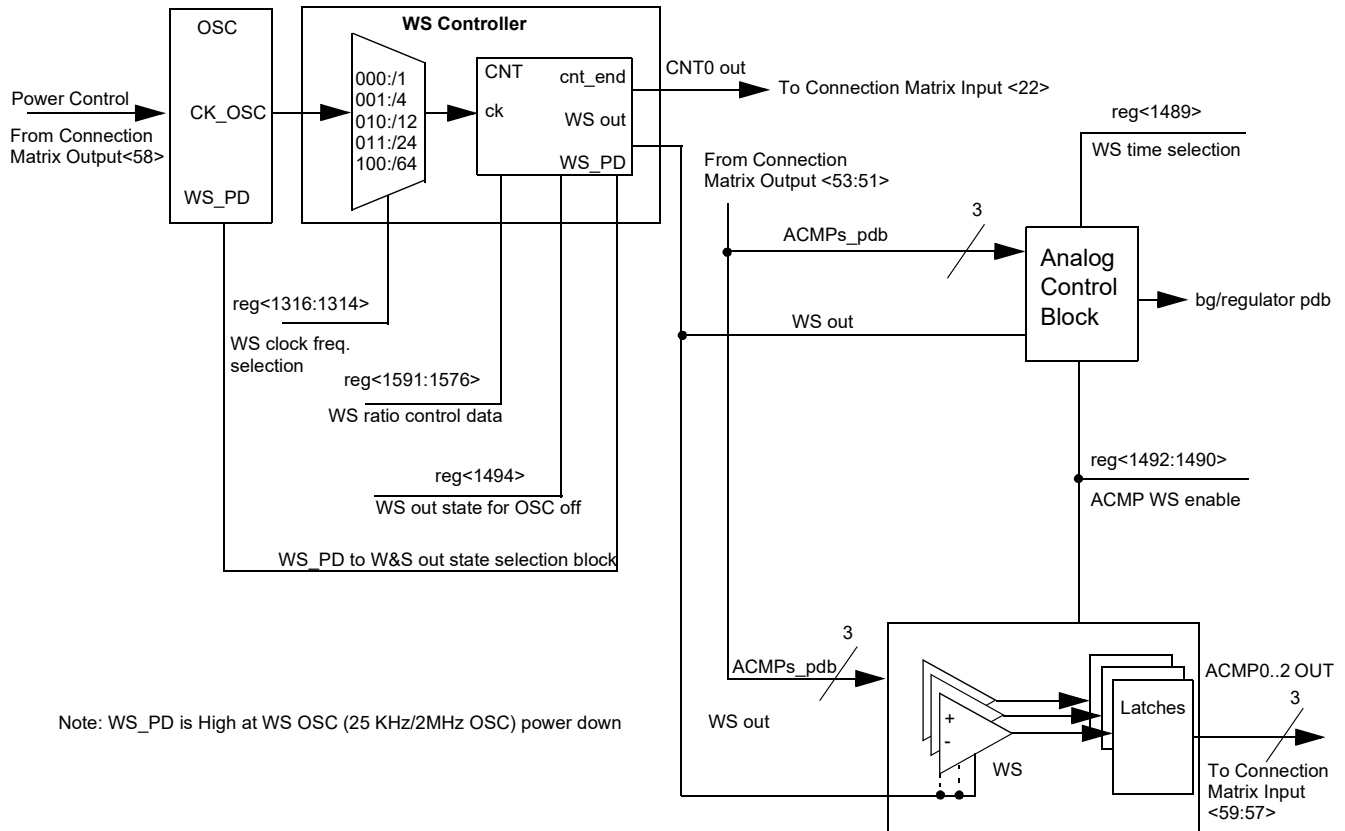 OSC
WS Controller
Power Control
From Connection
Matrix Output<58>
CK_OSC
WS_PD
000:/1
001:/4
010:/12
011:/24
100:/64
CNT
ck
cnt_end
WS out
WS_PD
CNT0 out
To Connection Matrix Input <22>
reg<1489>
WS time selection
From Connection
Matrix Output <53:51>
3
ACMPs_pdb
Analog
Control
Block
bg/regulator pdb
WS out
reg<1316:1314>
WS clock freq.
selection
reg<1591:1576>
WS ratio control data
reg<1494>
WS out state for OSC off
WS_PD to W&S out state selection block
reg<1492:1490>
ACMP WS enable
3
ACMPs_pdb
WS out
+
-
WS
Latches
ACMP0..2 OUT
3
To Connection
Matrix Input
<59:57>
Note: WS_PD is High at WS OSC (25 KHz/2MHz OSC) power down